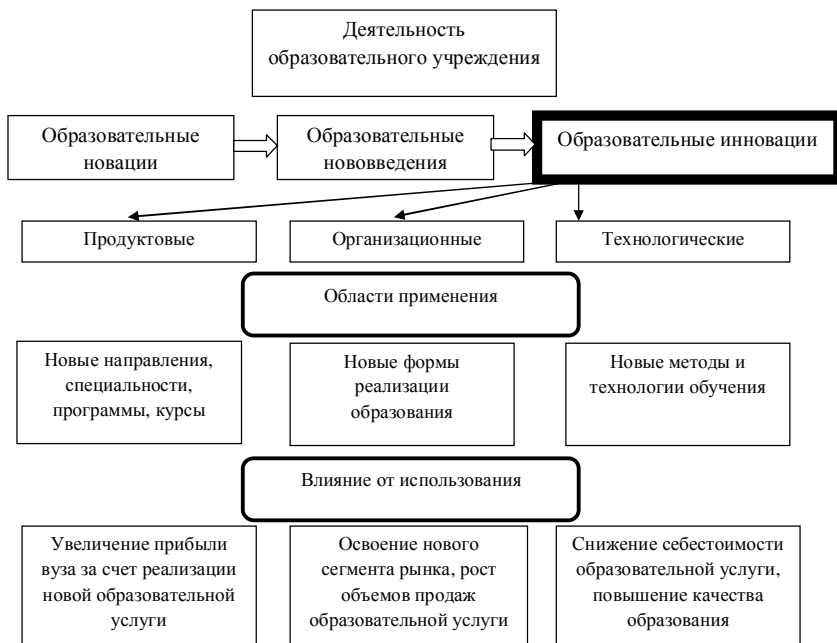 Деятельность
образовательного учреждения
Образовательные
новации
Образовательные
нововведения
Образовательные инновации
Продуктовые
Организационные
Технологические
Области применения
Новые направления,
специальности,
программы, курсы
Новые формы
реализации
образования
Новые методы и
технологии обучения
Влияние от использования
Увеличение прибыли
вуза за счет реализации
новой образовательной
услуги
Освоение нового
сегмента рынка, рост
объемов продаж
образовательной услуги
Снижение себестоимости
образовательной услуги,
повышение качества
образования